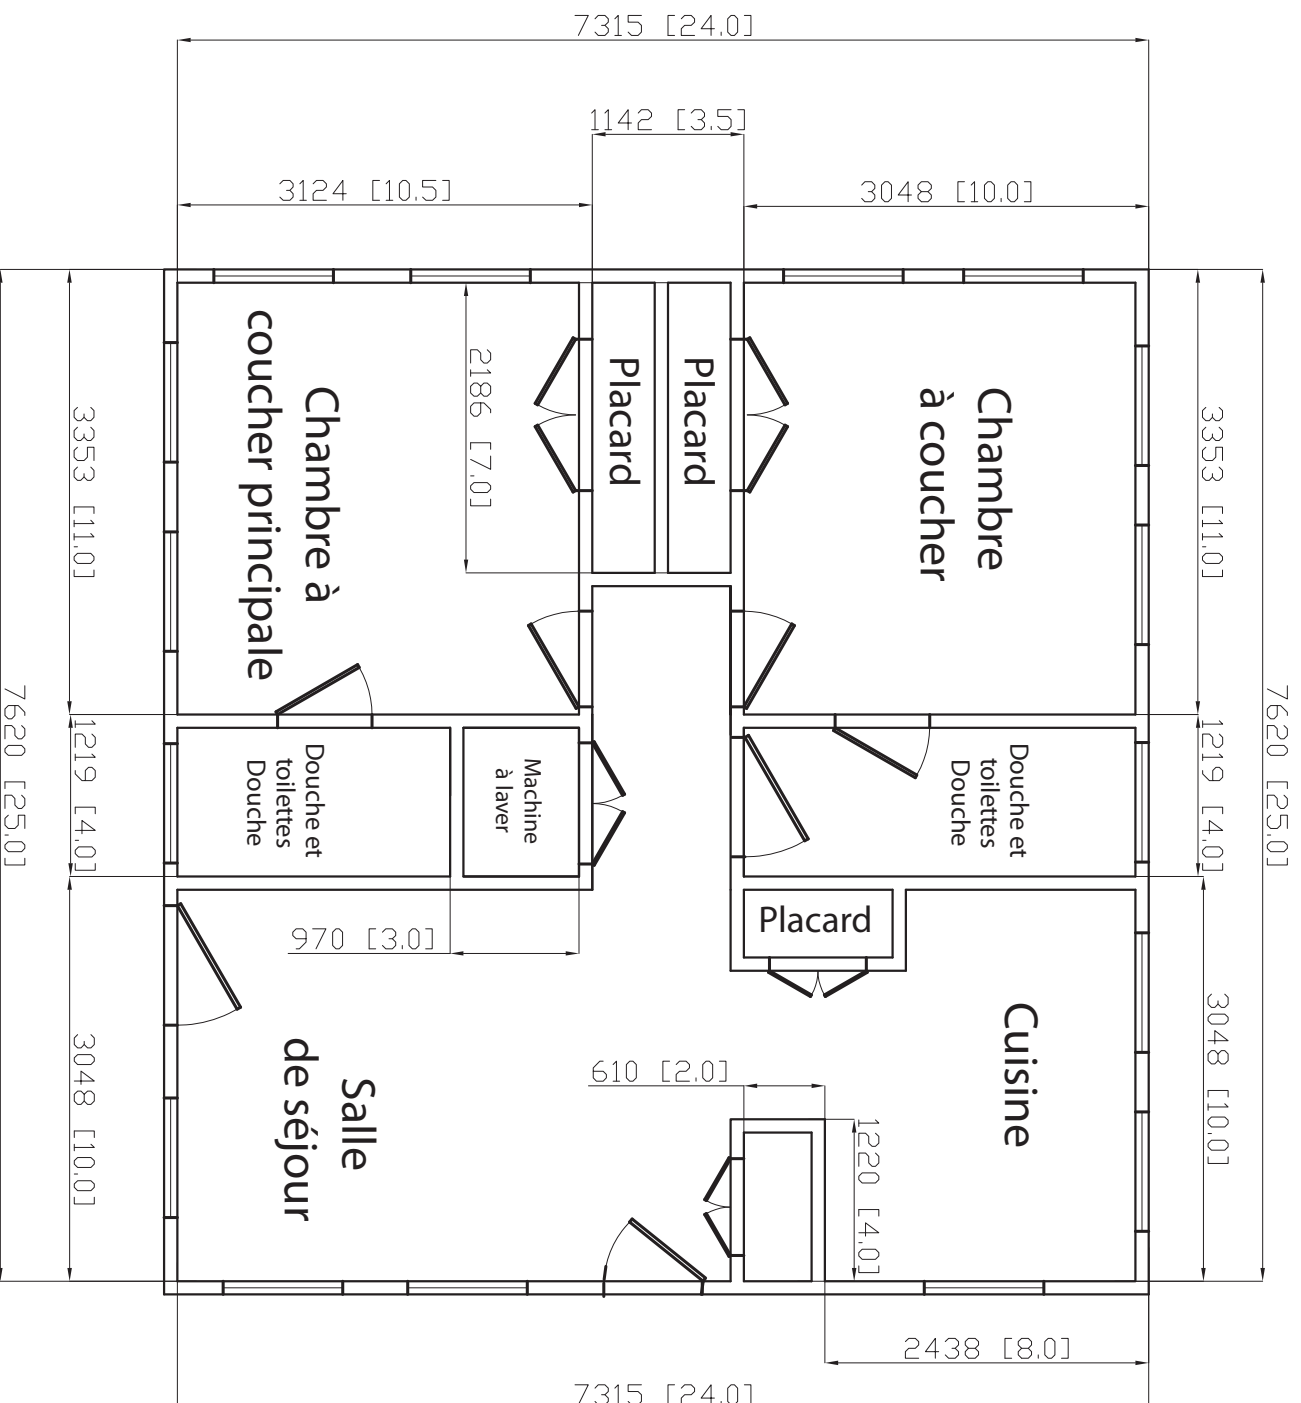 7315 [24.0]
1142 [3.5]
3124 [10.5]
3048 [10.0]
Chambre à
coucher principale
2186 [7.0]
Placard
Placard
Chambre
à coucher
3353 [11.0]
3353 [11.0]
7620 [25.0]
7620 [25.0]
1219 [4.0]
1219 [4.0]
Douche et
toilettes
Douche
Machine
à laver
Douche et
toilettes
Douche
Placard
970 [3.0]
Salle
de séjour
Cuisine
3048 [10.0]
3048 [10.0]
610 [2.0]
1220 [4.0]
2438 [8.0]
7315 [24.0]